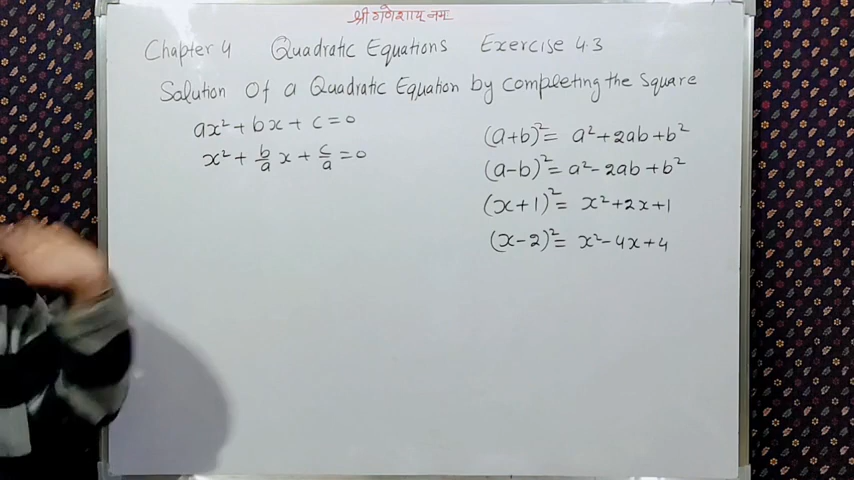 श्री गणेशाय् नमः
Chapter 4 Quadratic Equations Exercise 4.3
Solution Of a Quadratic Equation by completing the Square
ax² + bx + c = 0
x² + b/a x + c/a = 0
(a+b)² = a² + 2ab + b²
(a-b)² = a² - 2ab + b²
(x+1)² = x² + 2x + 1
(x-2)² = x² - 4x + 4